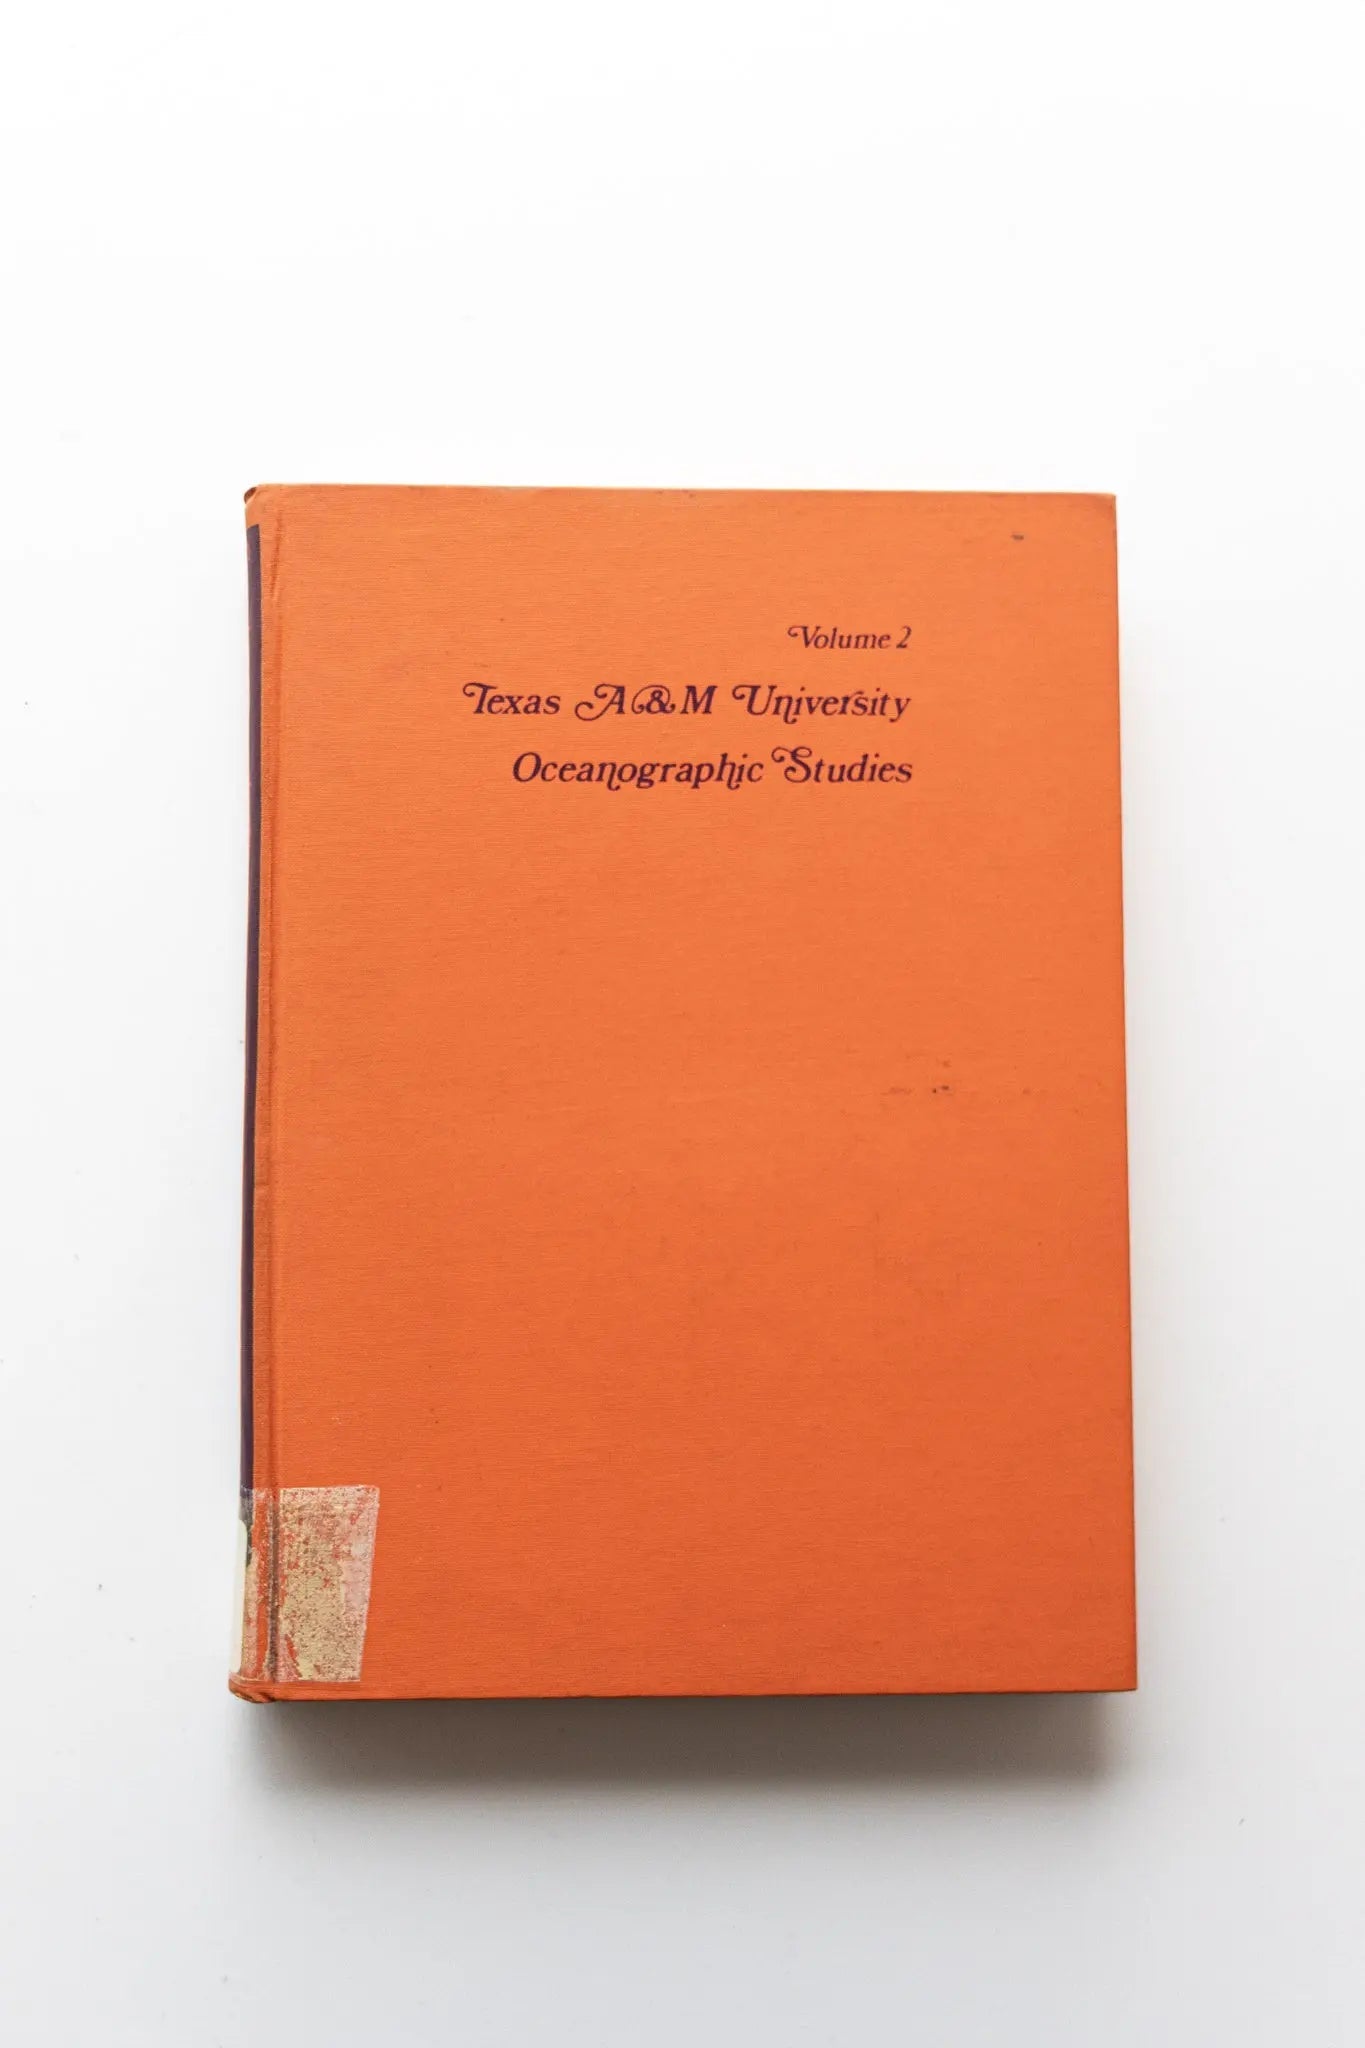 Volume 2
Texas A&M University
Oceanographic Studies